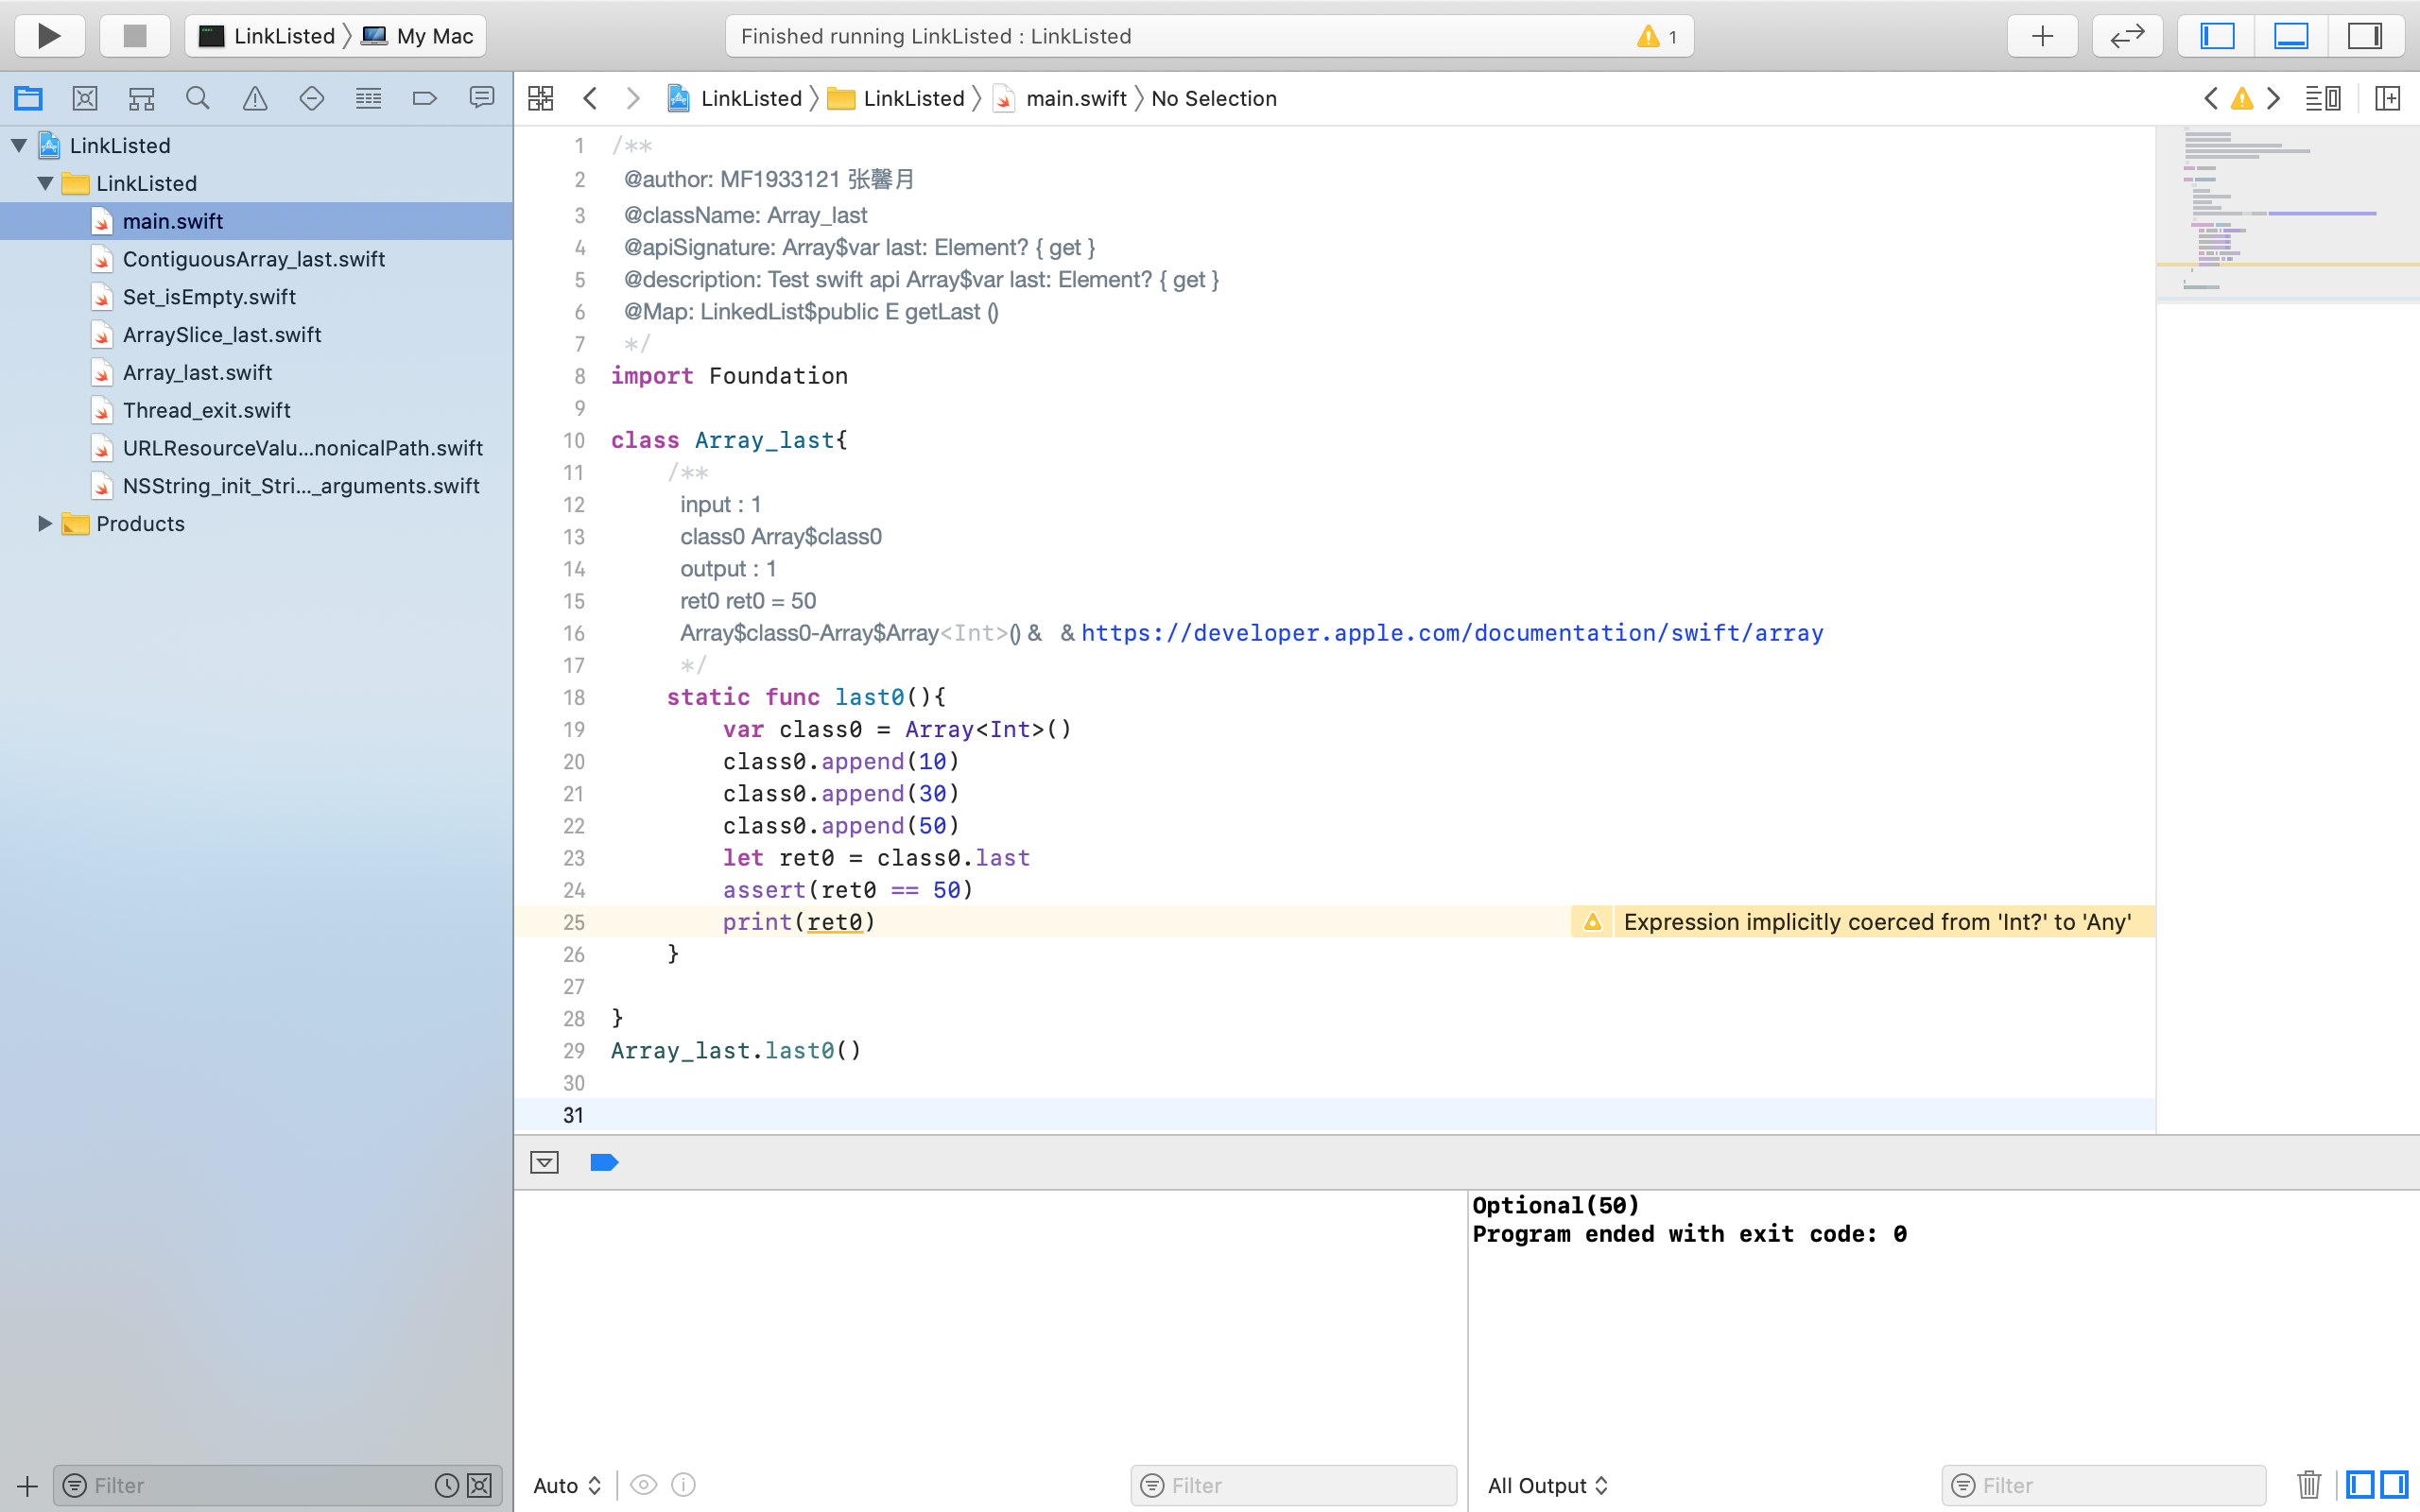 LinkListed 〉 My Mac
Finished running LinkListed : LinkListed
1
LinkListed 〉 LinkListed 〉 main.swift 〉 No Selection
LinkListed
LinkListed
main.swift
ContiguousArray_last.swift
Set_isEmpty.swift
ArraySlice_last.swift
Array_last.swift
Thread_exit.swift
URLResourceValu...nonicalPath.swift
NSString_init_Stri..._arguments.swift
Products
Filter
1 /**
2 @author: MF1933121 张馨月
3 @className: Array_last
4 @apiSignature: Array$var last: Element? { get }
5 @description: Test swift api Array$var last: Element? { get }
6 @Map: LinkedList$public E getLast ()
7 */
8 import Foundation
9
10 class Array_last{
11 /**
12 input : 1
13 class0 Array$class0
14 output : 1
15 ret0 ret0 = 50
16 Array$class0-Array$Array<Int>() & & https://developer.apple.com/documentation/swift/array
17 */
18 static func last0(){
19 var class0 = Array<Int>()
20 class0.append(10)
21 class0.append(30)
22 class0.append(50)
23 let ret0 = class0.last
24 assert(ret0 == 50)
25 print(ret0) Expression implicitly coerced from 'Int?' to 'Any'
26 }
27
28 }
29 Array_last.last0()
30
31
Auto
Filter
Optional(50)
Program ended with exit code: 0
All Output
Filter